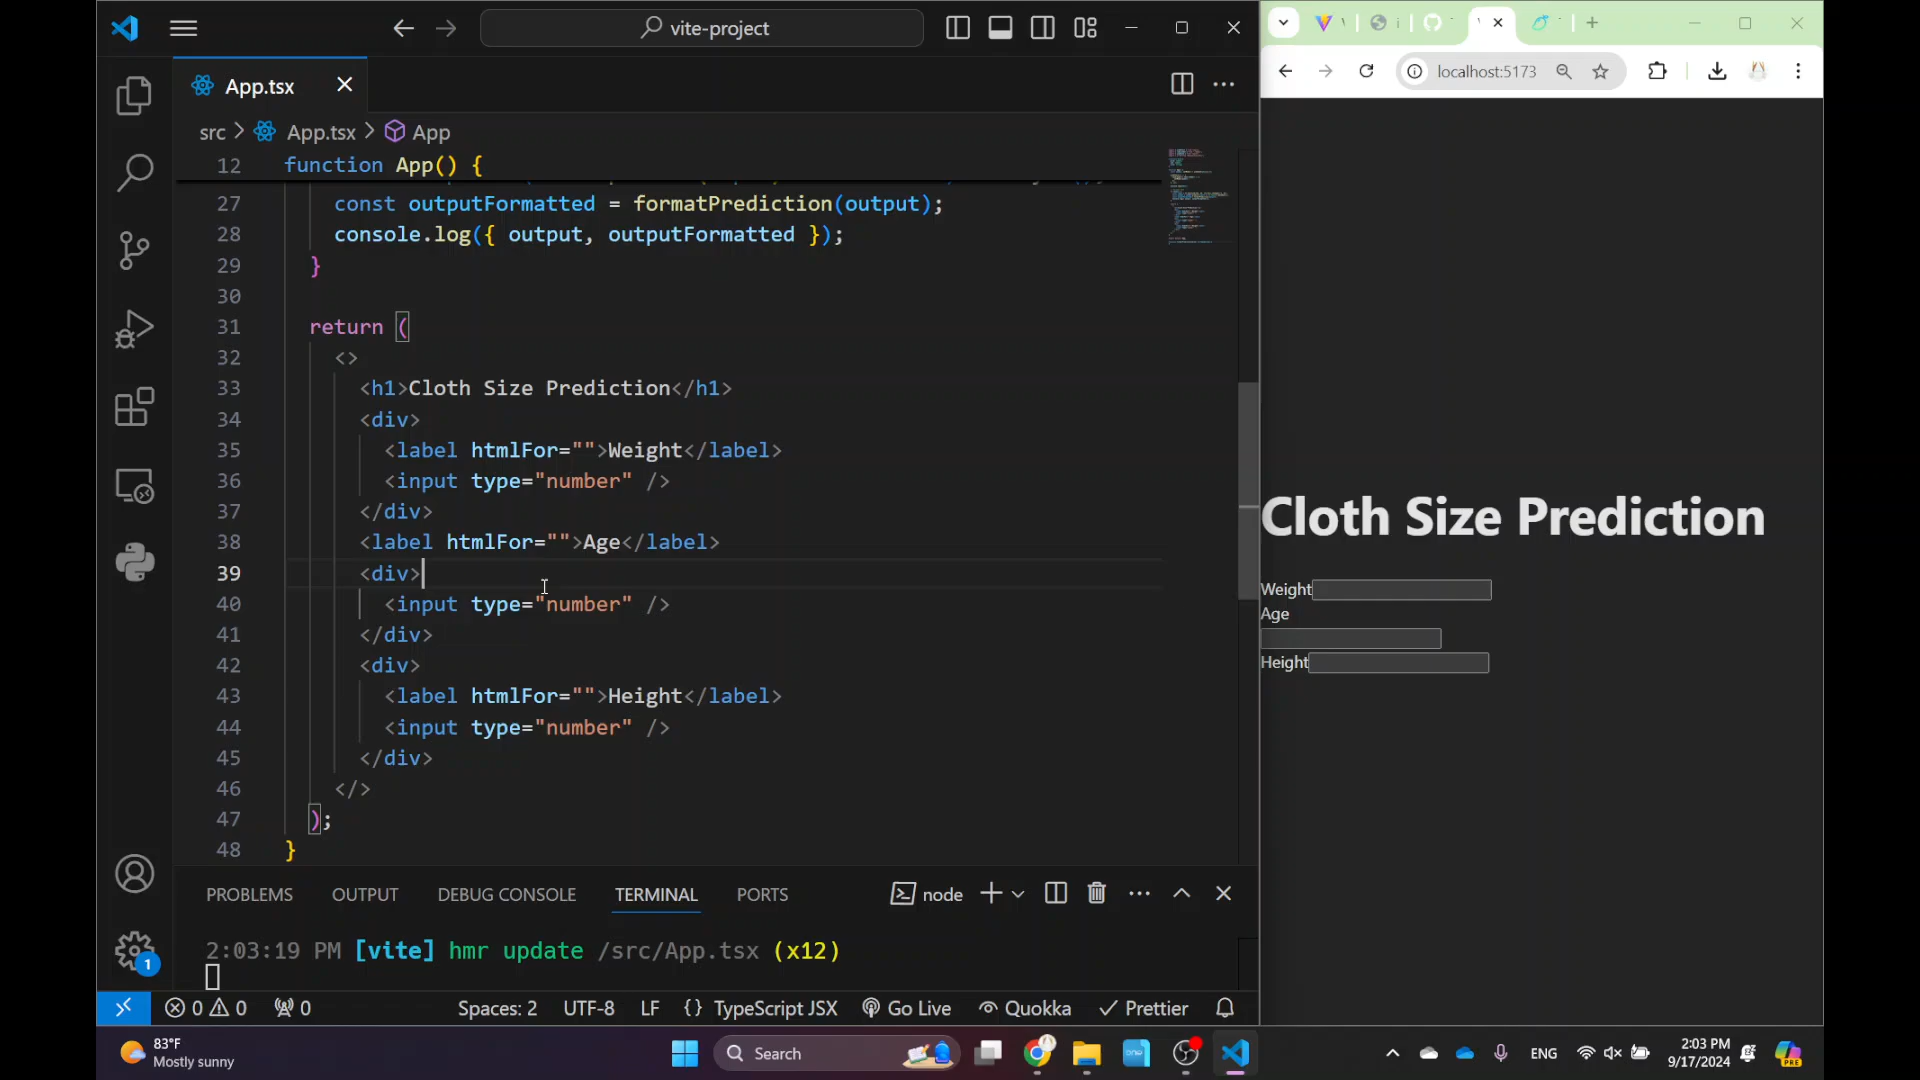 vite-project
App.tsx
src > App.tsx > App
12 function App() {
27 const outputFormatted = formatPrediction(output);
28 console.log({ output, outputFormatted });
29 }
30
31 return (
32 <>
33 <h1>Cloth Size Prediction</h1>
34 <div>
35 <label htmlFor="">Weight</label>
36 <input type="number" />
37 </div>
38 <label htmlFor="">Age</label>
39 <div>
40 <input type="number" />
41 </div>
42 <div>
43 <label htmlFor="">Height</label>
44 <input type="number" />
45 </div>
46 </>
47 );
48 }
PROBLEMS OUTPUT DEBUG CONSOLE TERMINAL PORTS node
2:03:19 PM [vite] hmr update /src/App.tsx (x12)
1
0 0 0 Spaces: 2 UTF-8 LF {} TypeScript JSX Go Live Quokka Prettier
localhost:5173
Cloth Size Prediction
Weight
Age
Height
83°F
Mostly sunny
Search
ENG
2:03 PM
9/17/2024